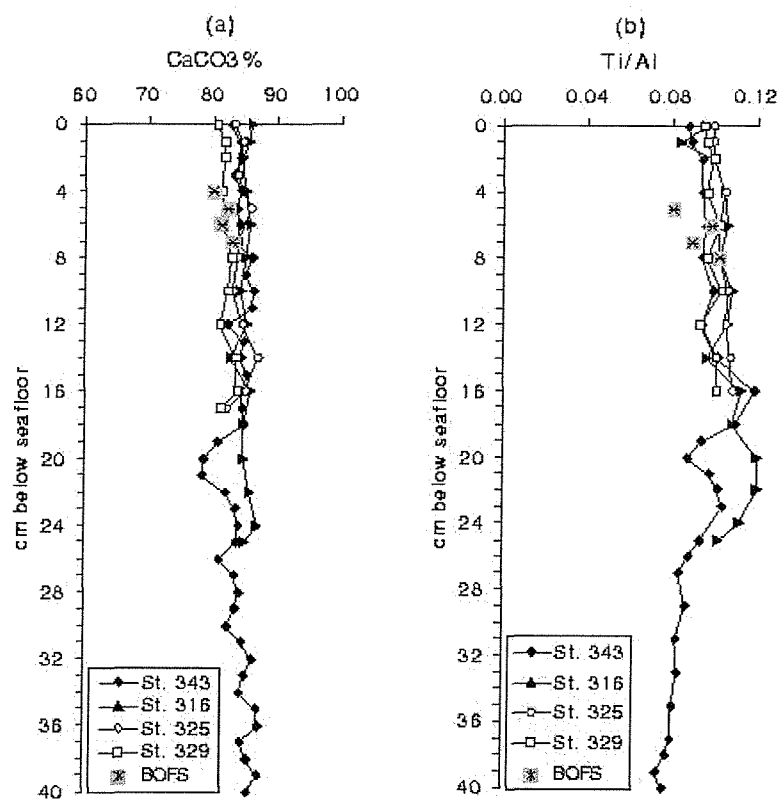 (a)
CaCO3 %
60 70 80 90 100
0
4
8
12
16
20
24
28
32
36
40
cm below seafloor
St. 343
St. 316
St. 325
St. 329
BOFS
(b)
Ti/Al
0.00 0.04 0.08 0.12
0
4
8
12
16
20
24
28
32
36
40
cm below seafloor
St. 343
St. 316
St. 325
St. 329
BOFS